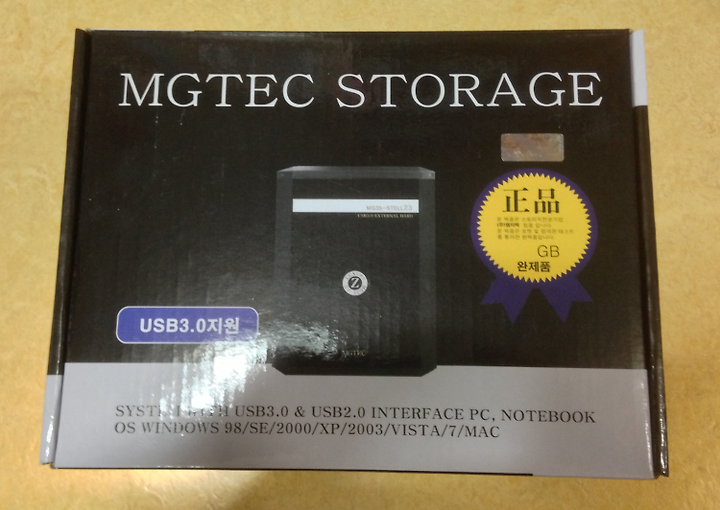 MGTEC STORAGE
正品
GB
완제품
USB3.0지원
Z
MGTEC
USB3.0 & USB2.0 INTERFACE PC, NOTEBOOK
OS WINDOWS 98/SE/2000/XP/2003/VISTA/7/MAC